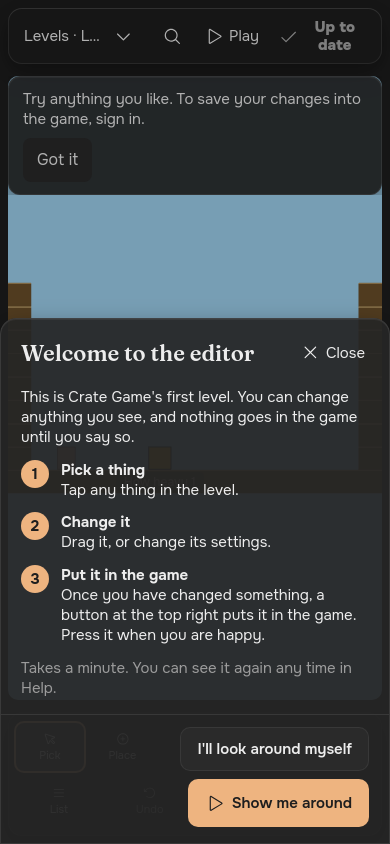 Levels · L...
Play
Up to
date
Try anything you like. To save your changes into
the game, sign in.
Got it
Welcome to the editor
Close
This is Crate Game's first level. You can change
anything you see, and nothing goes in the game
until you say so.
1
Pick a thing
Tap any thing in the level.
2
Change it
Drag it, or change its settings.
3
Put it in the game
Once you have changed something, a
button at the top right puts it in the game.
Press it when you are happy.
Takes a minute. You can see it again any time in
Help.
Pick
Place
I'll look around myself
List
Undo
Show me around